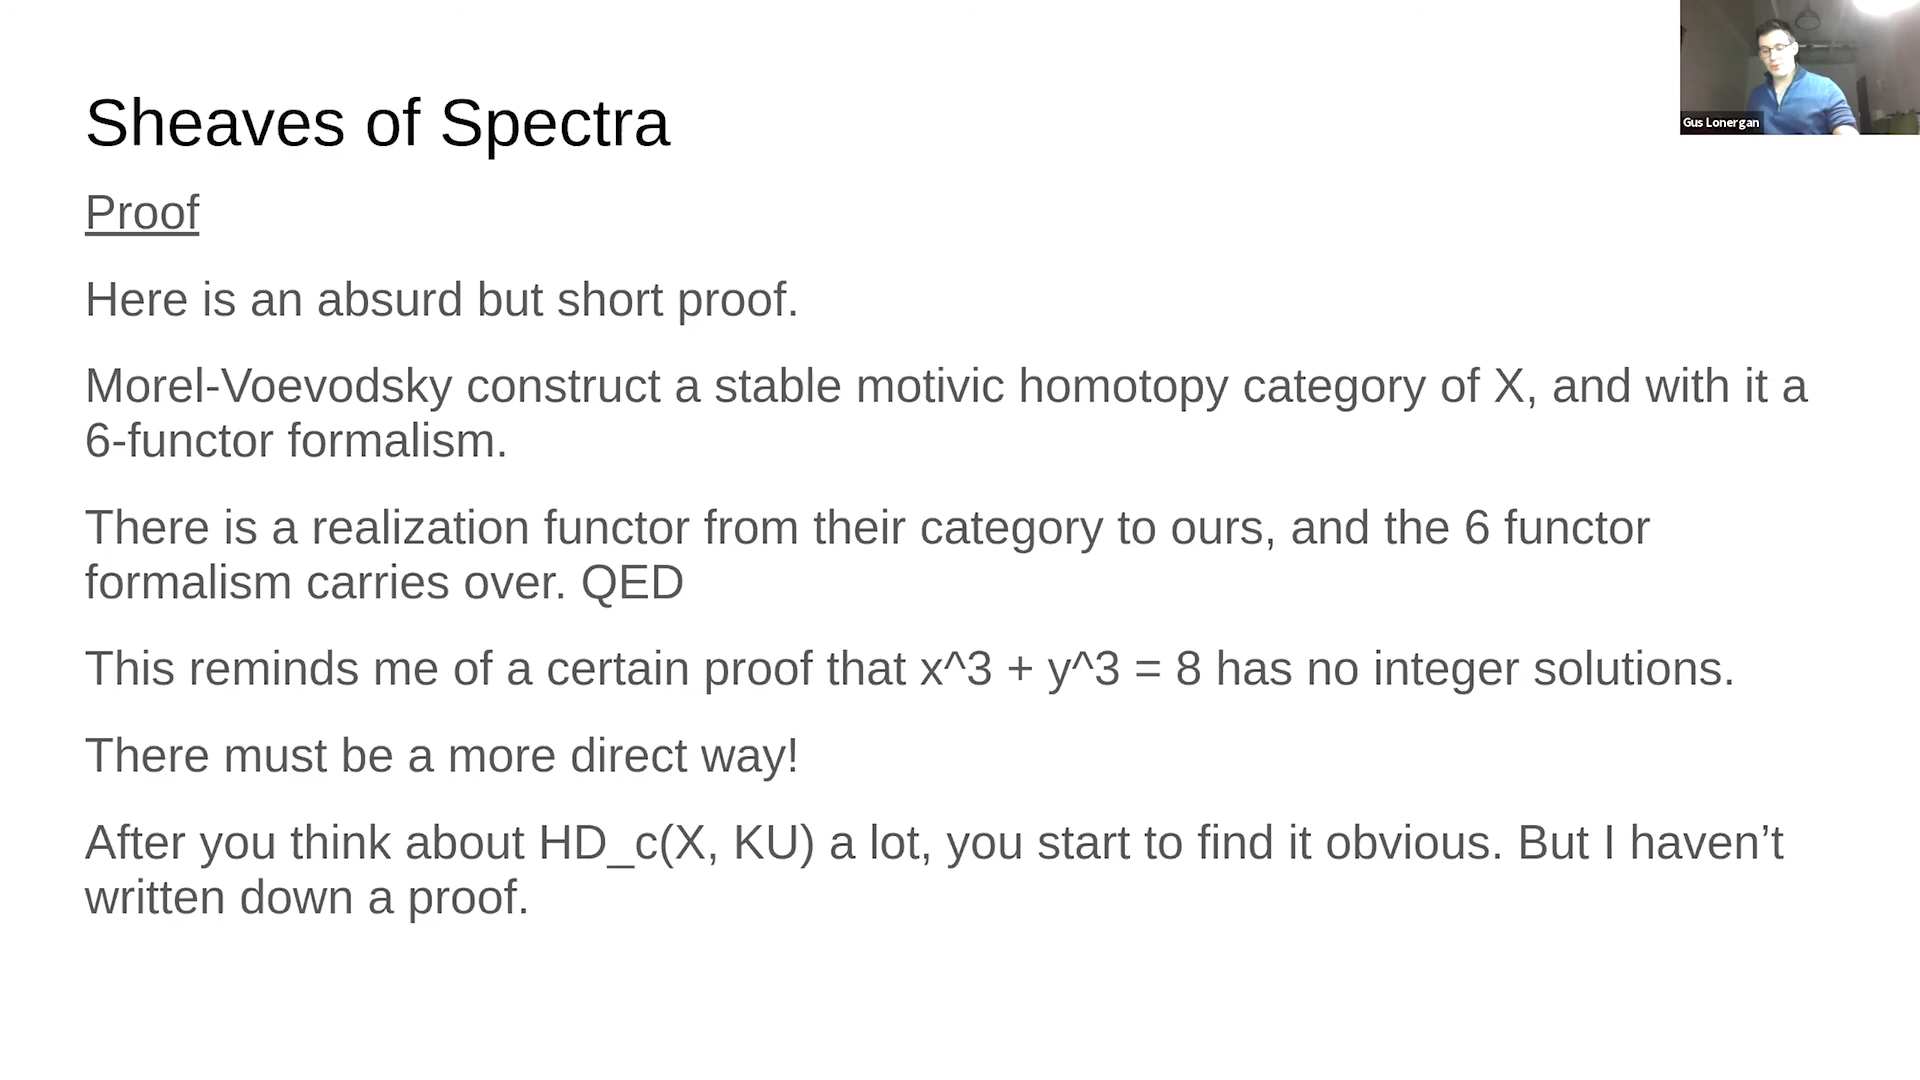 Gus Lonergan
Sheaves of Spectra
Proof
Here is an absurd but short proof.
Morel-Voevodsky construct a stable motivic homotopy category of X, and with it a
6-functor formalism.
There is a realization functor from their category to ours, and the 6 functor
formalism carries over. QED
This reminds me of a certain proof that x^3 + y^3 = 8 has no integer solutions.
There must be a more direct way!
After you think about HD_c(X, KU) a lot, you start to find it obvious. But I haven’t
written down a proof.